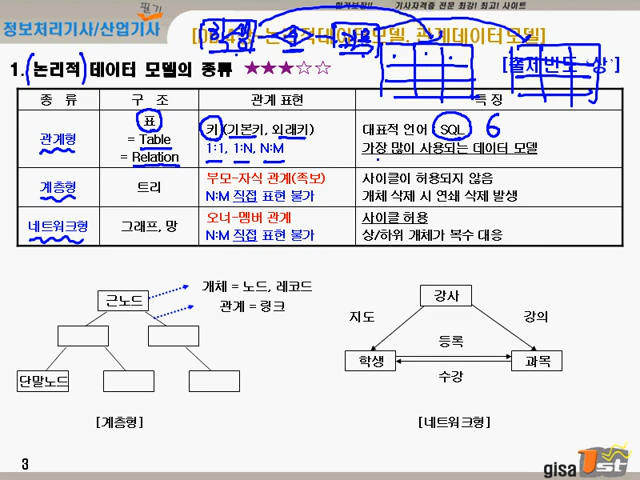 필기
정보처리기사/산업기사
기사자격증 전문 최강! 최고! 사이트
데이터모델, 관계데이터모델]
1. (논리적) 데이터 모델의 종류 ★★★☆☆
[출제빈도 : 상]
종 류
구 조
관계 표현
특 징
관계형
표
= Table
= Relation
키(기본키, 외래키)
1:1, 1:N, N:M
대표적 언어 SQL 6
가장 많이 사용되는 데이터 모델
계층형
트리
부모-자식 관계(족보)
N:M 직접 표현 불가
사이클이 허용되지 않음
개체 삭제 시 연쇄 삭제 발생
네트워크형
그래프, 망
오너-멤버 관계
N:M 직접 표현 불가
사이클 허용
상/하위 개체가 복수 대응
근노드
개체 = 노드, 레코드
관계 = 링크
단말노드
[계층형]
강사
지도
강의
등록
학생
과목
수강
[네트워크형]
3
gisa 1st